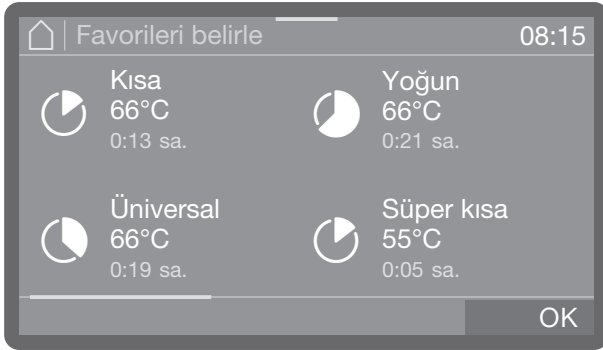 Favorileri belirle 08:15
Kısa
66°C
0:13 sa.
Yoğun
66°C
0:21 sa.
Üniversal
66°C
0:19 sa.
Süper kısa
55°C
0:05 sa.
OK